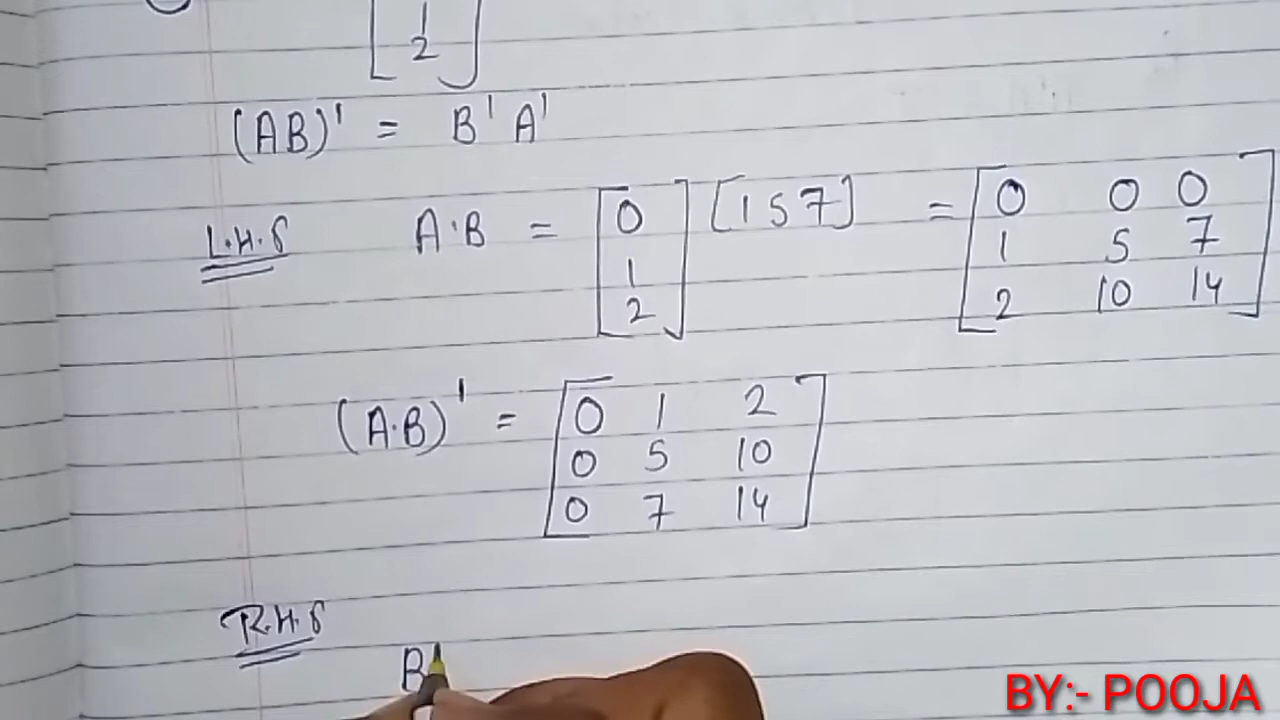 1
2
(AB)' = B' A'
L.H.S A·B = [0 1 2] [1 5 7] = [0 0 0
1 5 7
2 10 14]
(A·B)' = [0 1 2
0 5 10
0 7 14]
R.H.S
B
BY:- POOJA